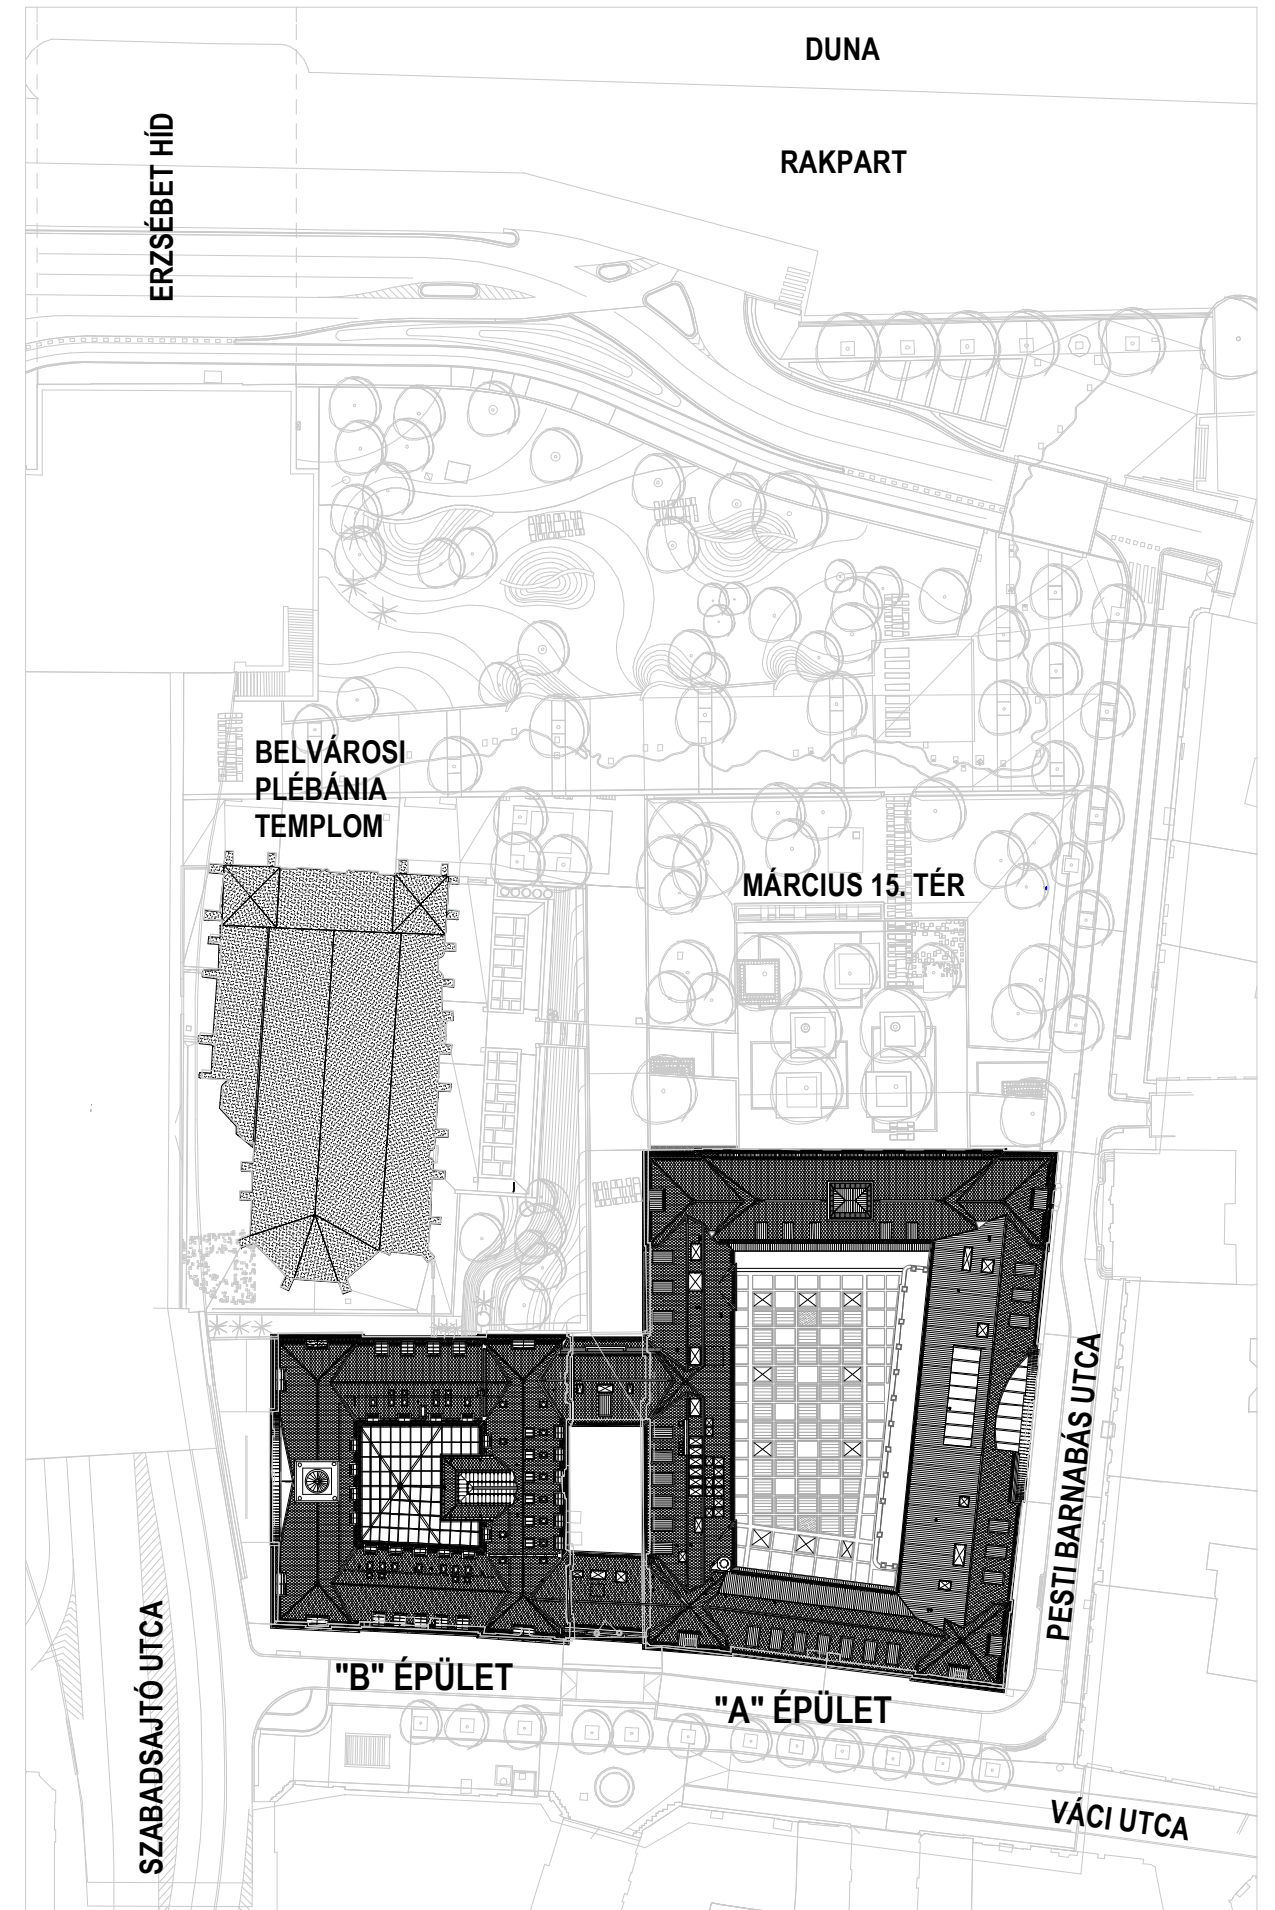 DUNA
RAKPART
ERZSÉBET HÍD
BELVÁROSI
PLÉBÁNIA
TEMPLOM
MÁRCIUS 15. TÉR
PESTI BARNABÁS UTCA
"B" ÉPÜLET
"A" ÉPÜLET
SZABADSAJTÓ UTCA
VÁCI UTCA